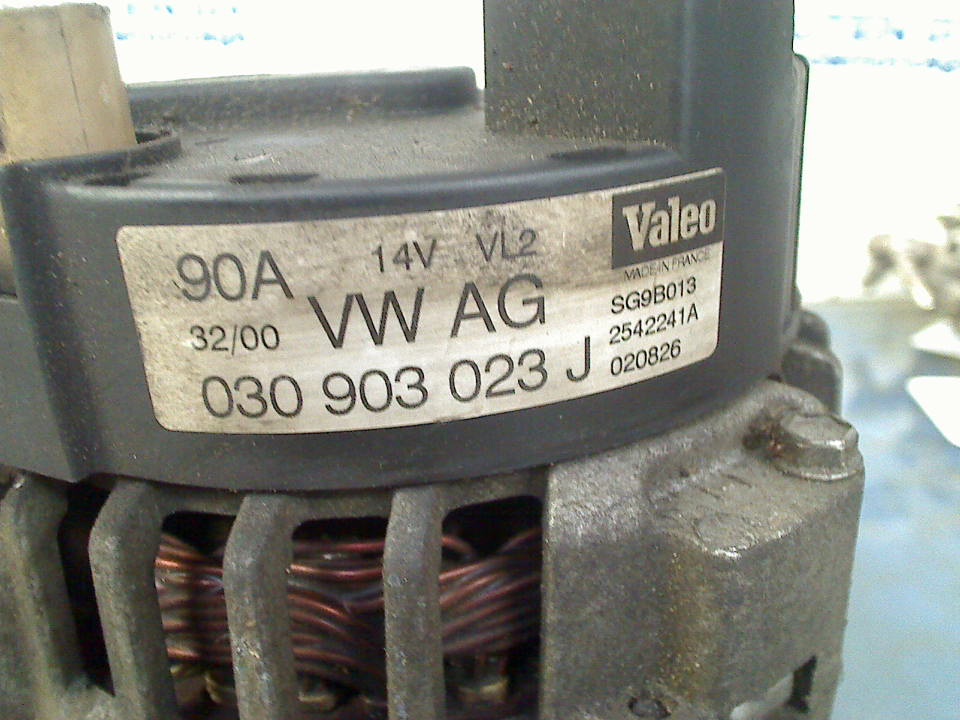 90A 14V VL2
Valeo
MADE IN FRANCE
32/00 VW AG
SG9B013
2542241A
030 903 023 J
020826